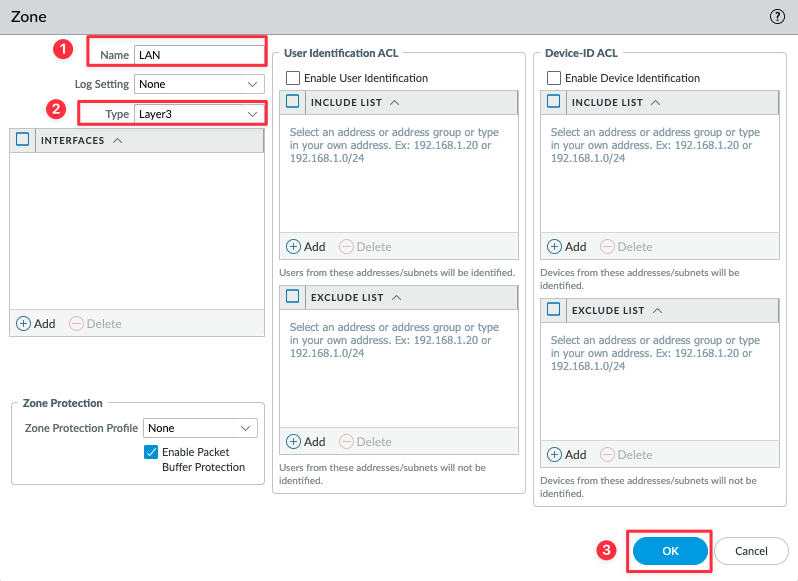 Zone
1
Name LAN
Log Setting None
2
Type Layer3
INTERFACES
Add Delete
Zone Protection
Zone Protection Profile None
Enable Packet
Buffer Protection
User Identification ACL
Enable User Identification
INCLUDE LIST
Select an address or address group or type
in your own address. Ex: 192.168.1.20 or
192.168.1.0/24
Add Delete
Users from these addresses/subnets will be identified.
EXCLUDE LIST
Select an address or address group or type
in your own address. Ex: 192.168.1.20 or
192.168.1.0/24
Add Delete
Users from these addresses/subnets will not be
identified.
Device-ID ACL
Enable Device Identification
INCLUDE LIST
Select an address or address group or type
in your own address. Ex: 192.168.1.20 or
192.168.1.0/24
Add Delete
Devices from these addresses/subnets will be
identified.
EXCLUDE LIST
Select an address or address group or type
in your own address. Ex: 192.168.1.20 or
192.168.1.0/24
Add Delete
Devices from these addresses/subnets will not be
identified.
3
OK Cancel